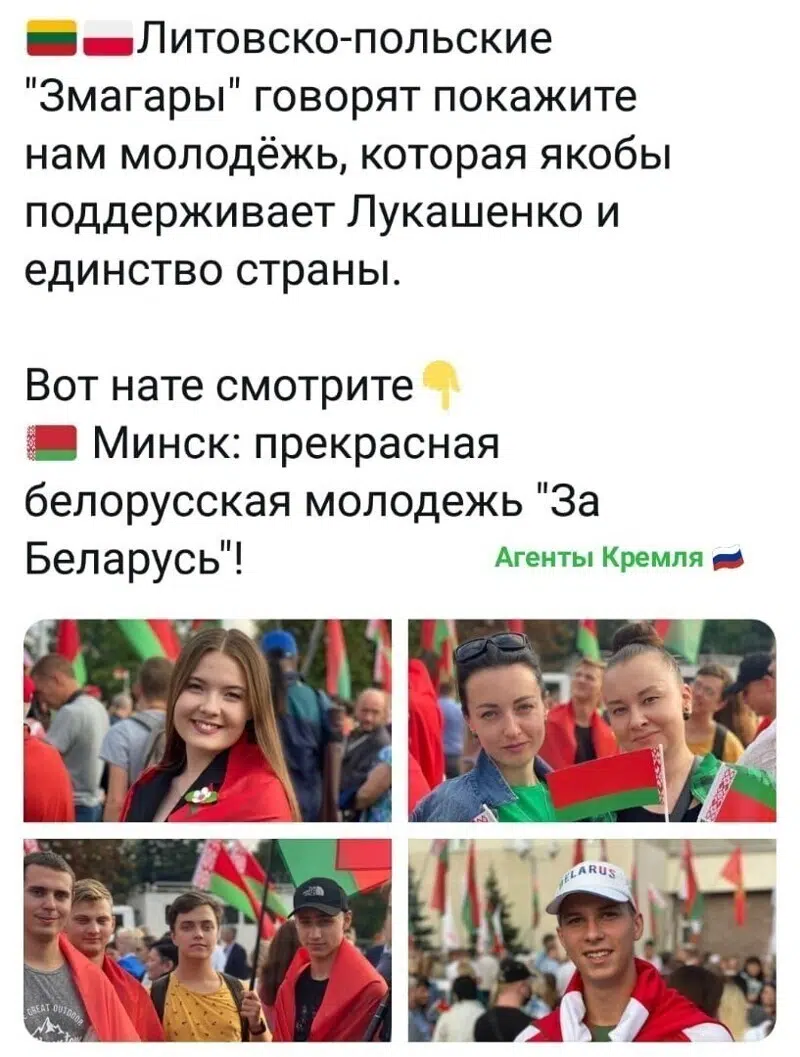 Литовско-польские
"Змагары" говорят покажите
нам молодёжь, которая якобы
поддерживает Лукашенко и
единство страны.
Вот нате смотрите
Минск: прекрасная
белорусская молодежь "За
Беларусь"!
Агенты Кремля
BELARUS
GREAT OUTDOOR